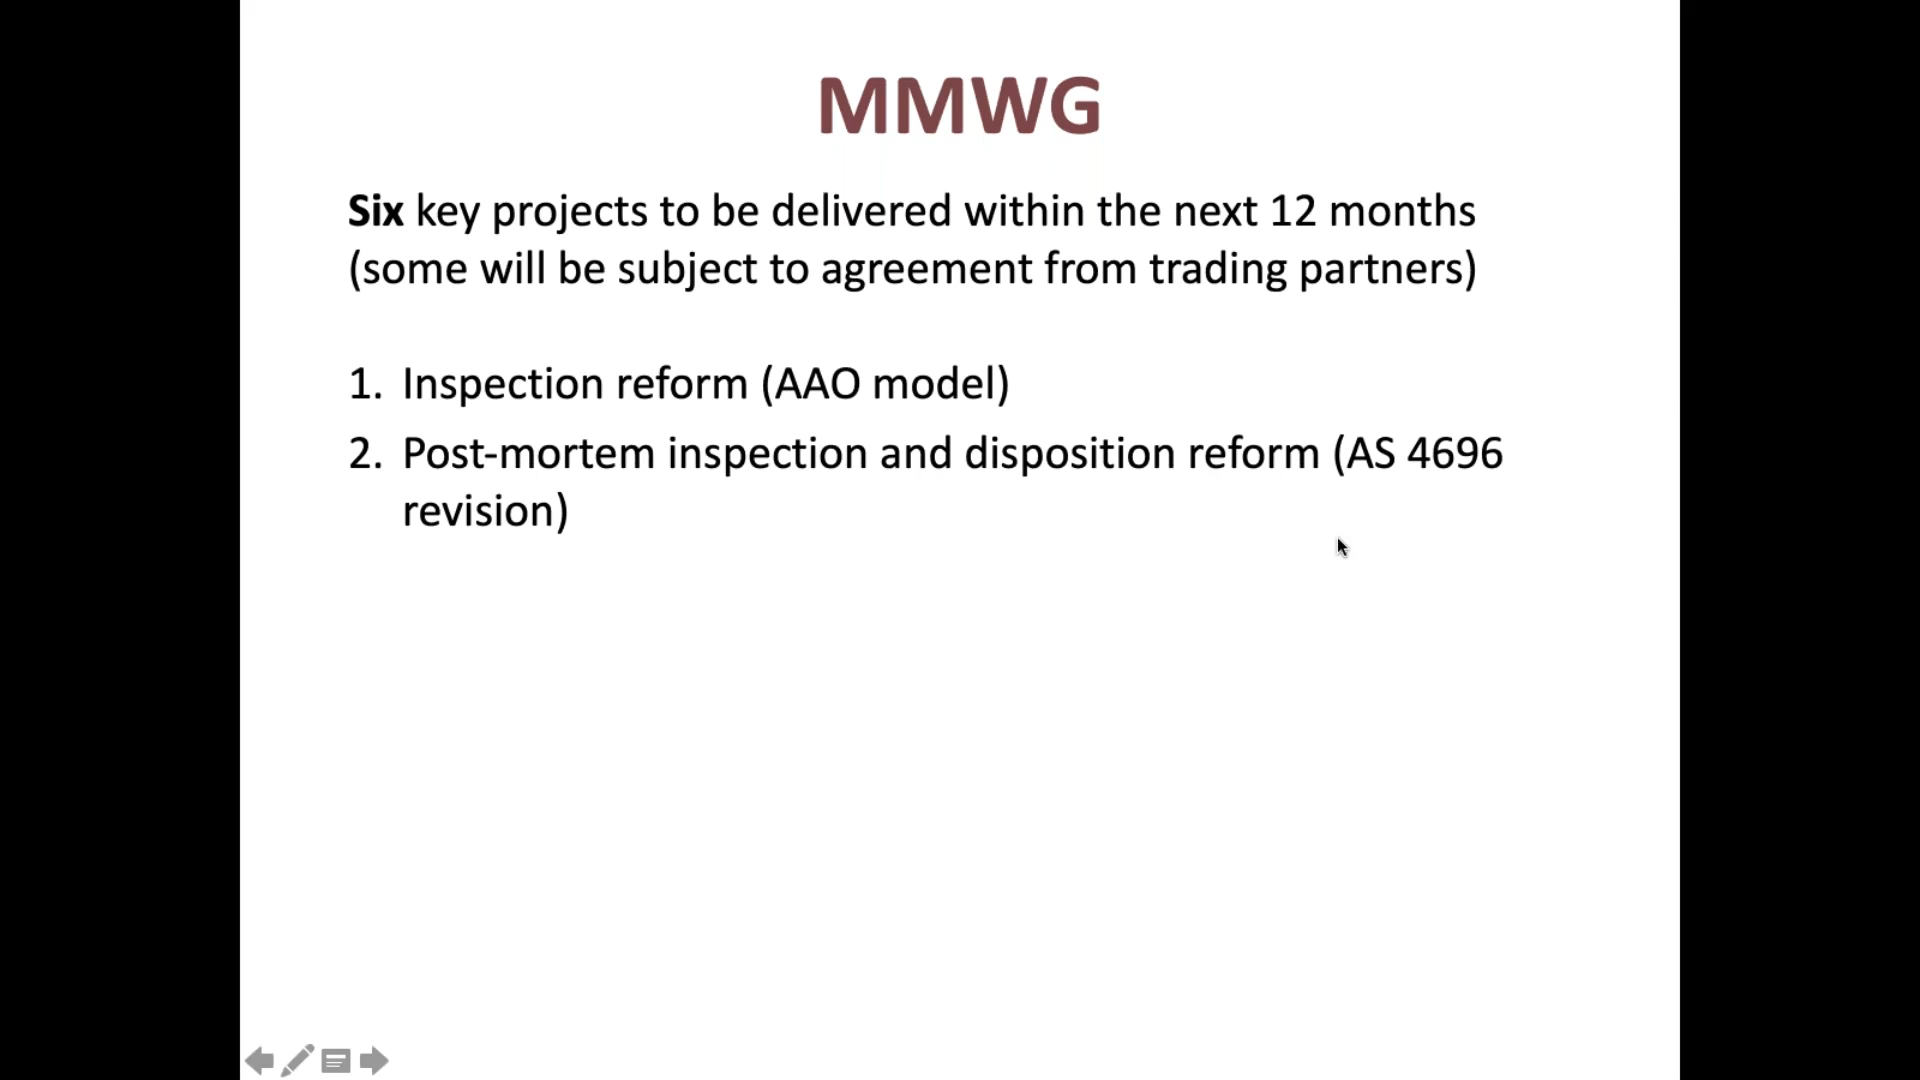 MMWG
Six key projects to be delivered within the next 12 months
(some will be subject to agreement from trading partners)
1. Inspection reform (AAO model)
2. Post-mortem inspection and disposition reform (AS 4696
revision)